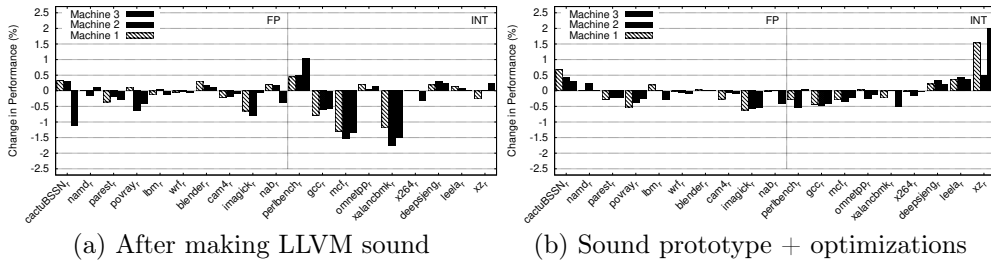 Machine 3
Machine 2
Machine 1
FP
INT
Change in Performance (%)
2.5
2
1.5
1
0.5
0
-0.5
-1
-1.5
-2
-2.5
cactuBSSN_r
namd_r
parest_r
povray_r
lbm_r
wrf_r
blender_r
cam4_r
imagick_r
nab_r
perlbench_r
gcc_r
mcf_r
omnetpp_r
xalancbmk_r
x264_r
deepsjeng_r
leela_r
xz_r
(a) After making LLVM sound
Machine 3
Machine 2
Machine 1
FP
INT
Change in Performance (%)
2.5
2
1.5
1
0.5
0
-0.5
-1
-1.5
-2
-2.5
cactuBSSN_r
namd_r
parest_r
povray_r
lbm_r
wrf_r
blender_r
cam4_r
imagick_r
nab_r
perlbench_r
gcc_r
mcf_r
omnetpp_r
xalancbmk_r
x264_r
deepsjeng_r
leela_r
xz_r
(b) Sound prototype + optimizations